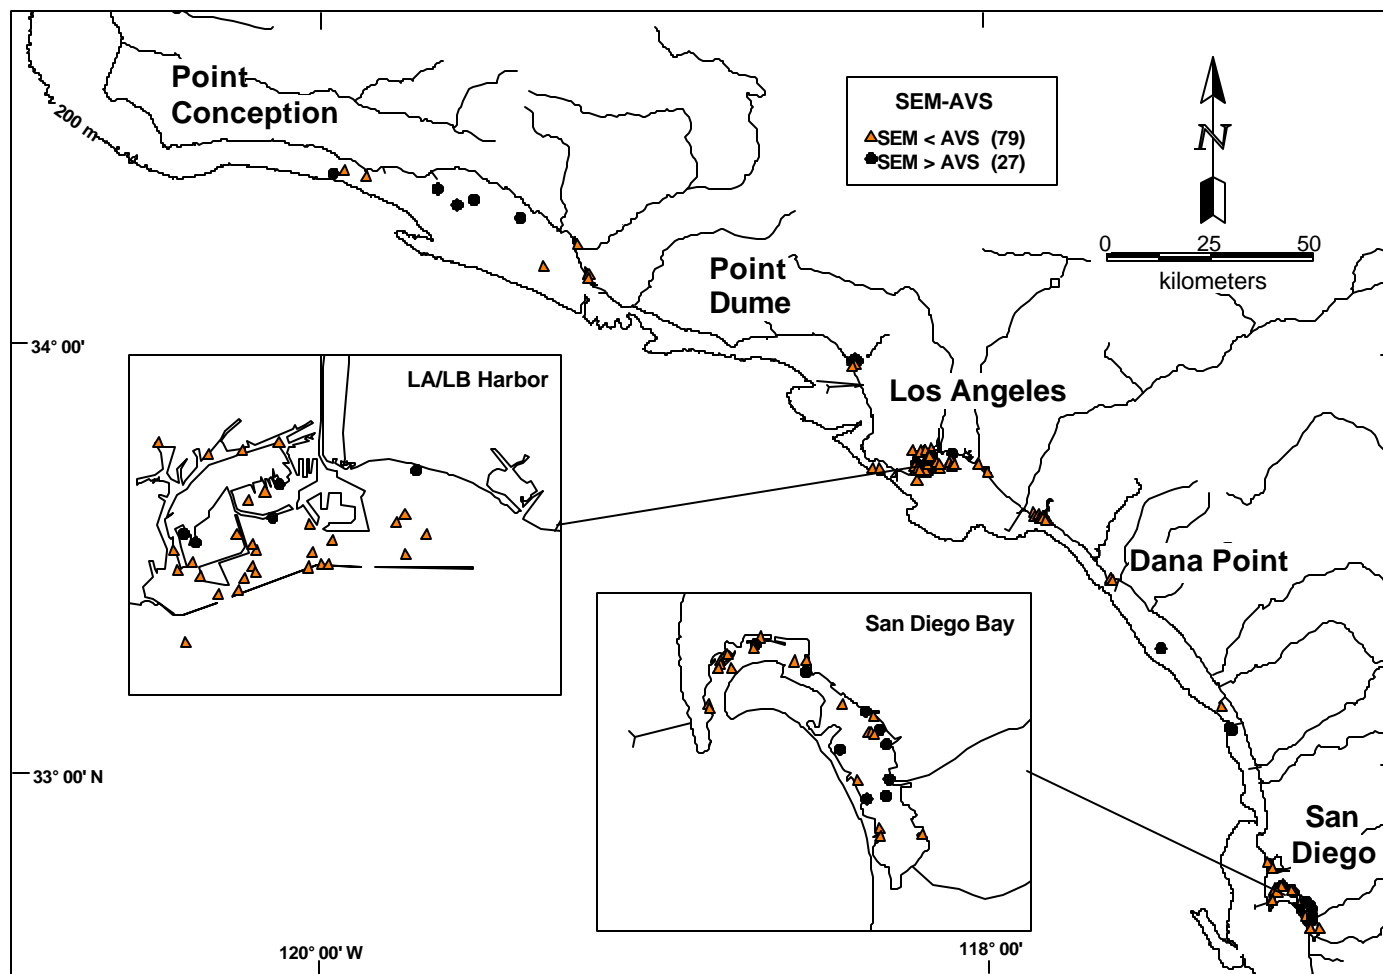 Point
Conception
200 m
SEM-AVS
SEM < AVS (79)
SEM > AVS (27)
N
0 25 50
kilometers
Point
Dume
34° 00'
LA/LB Harbor
Los Angeles
Dana Point
San Diego Bay
33° 00' N
San
Diego
120° 00' W
118° 00'